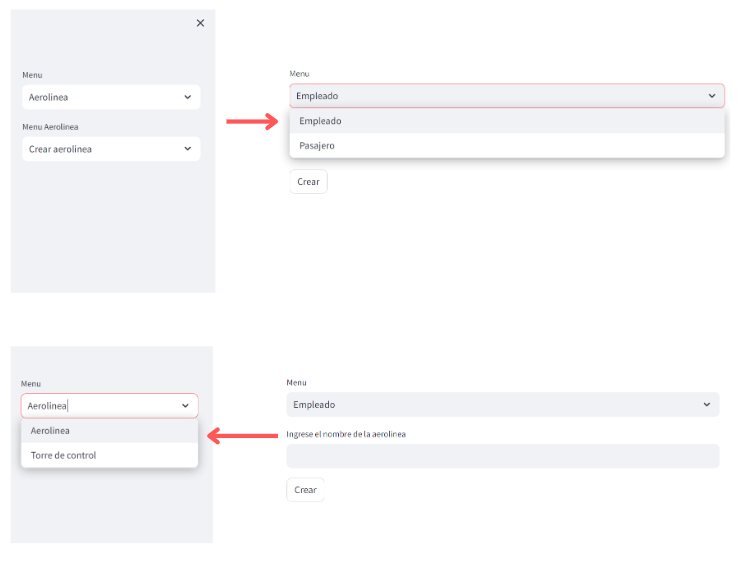 Menu
Aerolinea
Menu Aerolinea
Crear aerolinea
Menu
Empleado
Empleado
Pasajero
Crear
Menu
Aerolinea
Aerolinea
Torre de control
Menu
Empleado
Ingrese el nombre de la aerolinea
Crear